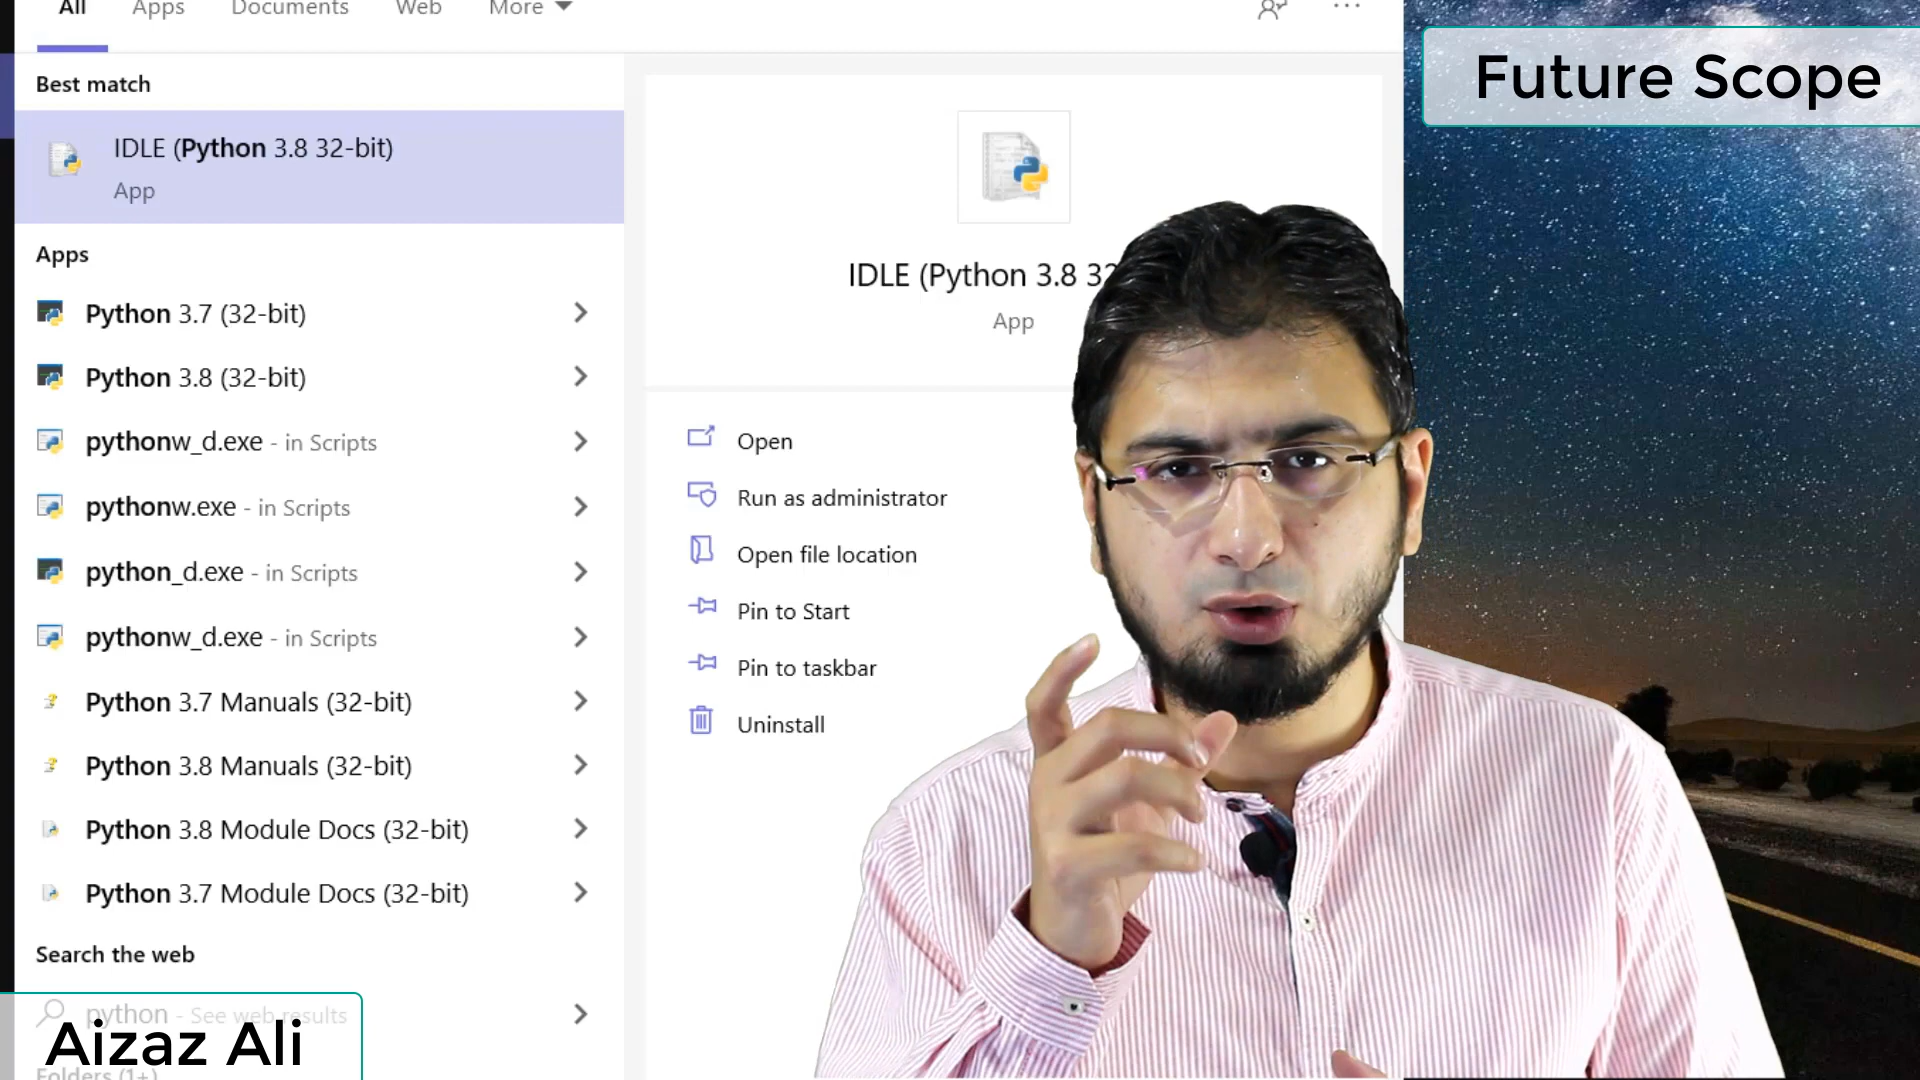 All Apps Documents Web More
Future Scope
Best match
IDLE (Python 3.8 32-bit)
App
IDLE (Python 3.8 32
App
Apps
Python 3.7 (32-bit)
Python 3.8 (32-bit)
pythonw_d.exe - in Scripts
pythonw.exe - in Scripts
python_d.exe - in Scripts
pythonw_d.exe - in Scripts
Python 3.7 Manuals (32-bit)
Python 3.8 Manuals (32-bit)
Python 3.8 Module Docs (32-bit)
Python 3.7 Module Docs (32-bit)
Open
Run as administrator
Open file location
Pin to Start
Pin to taskbar
Uninstall
Search the web
python - See web results
Aizaz Ali
Folders (1+)